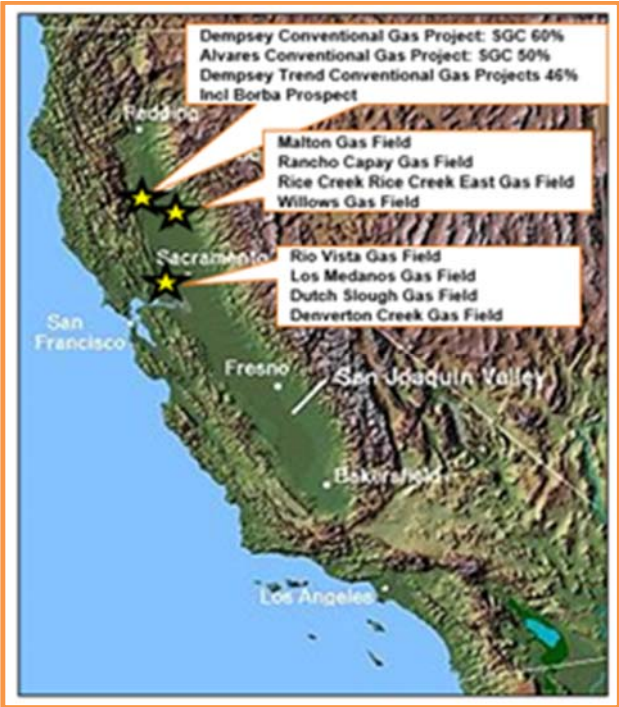 Dempsey Conventional Gas Project: SGC 60%
Alvares Conventional Gas Project: SGC 50%
Dempsey Trend Conventional Gas Projects 46%
Incl Borba Prospect
Redding
Malton Gas Field
Rancho Capay Gas Field
Rice Creek Rice Creek East Gas Field
Willows Gas Field
Sacramento
Rio Vista Gas Field
Los Medanos Gas Field
Dutch Slough Gas Field
Denverton Creek Gas Field
San
Francisco
Fresno
San Joaquin Valley
Bakersfield
Los Angeles